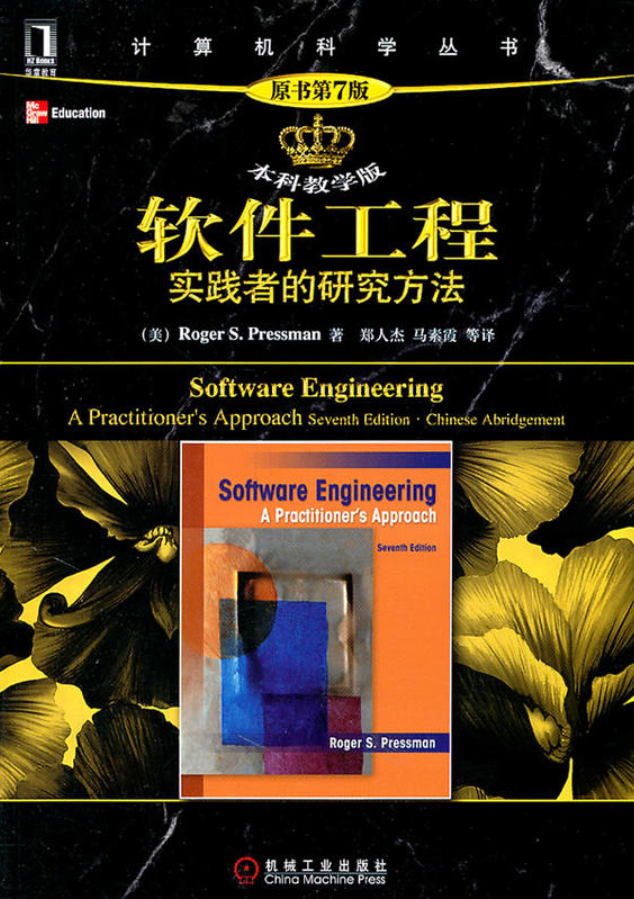 HZ Books
华章教育
计算机科学丛书
原书第7版
Mc
Graw
Hill Education
本科教学版
软件工程
实践者的研究方法
(美) Roger S. Pressman 著 郑人杰 马素霞 等译
Software Engineering
A Practitioner's Approach Seventh Edition · Chinese Abridgement
Software Engineering
A Practitioner's Approach
Seventh Edition
Roger S. Pressman
机械工业出版社
China Machine Press